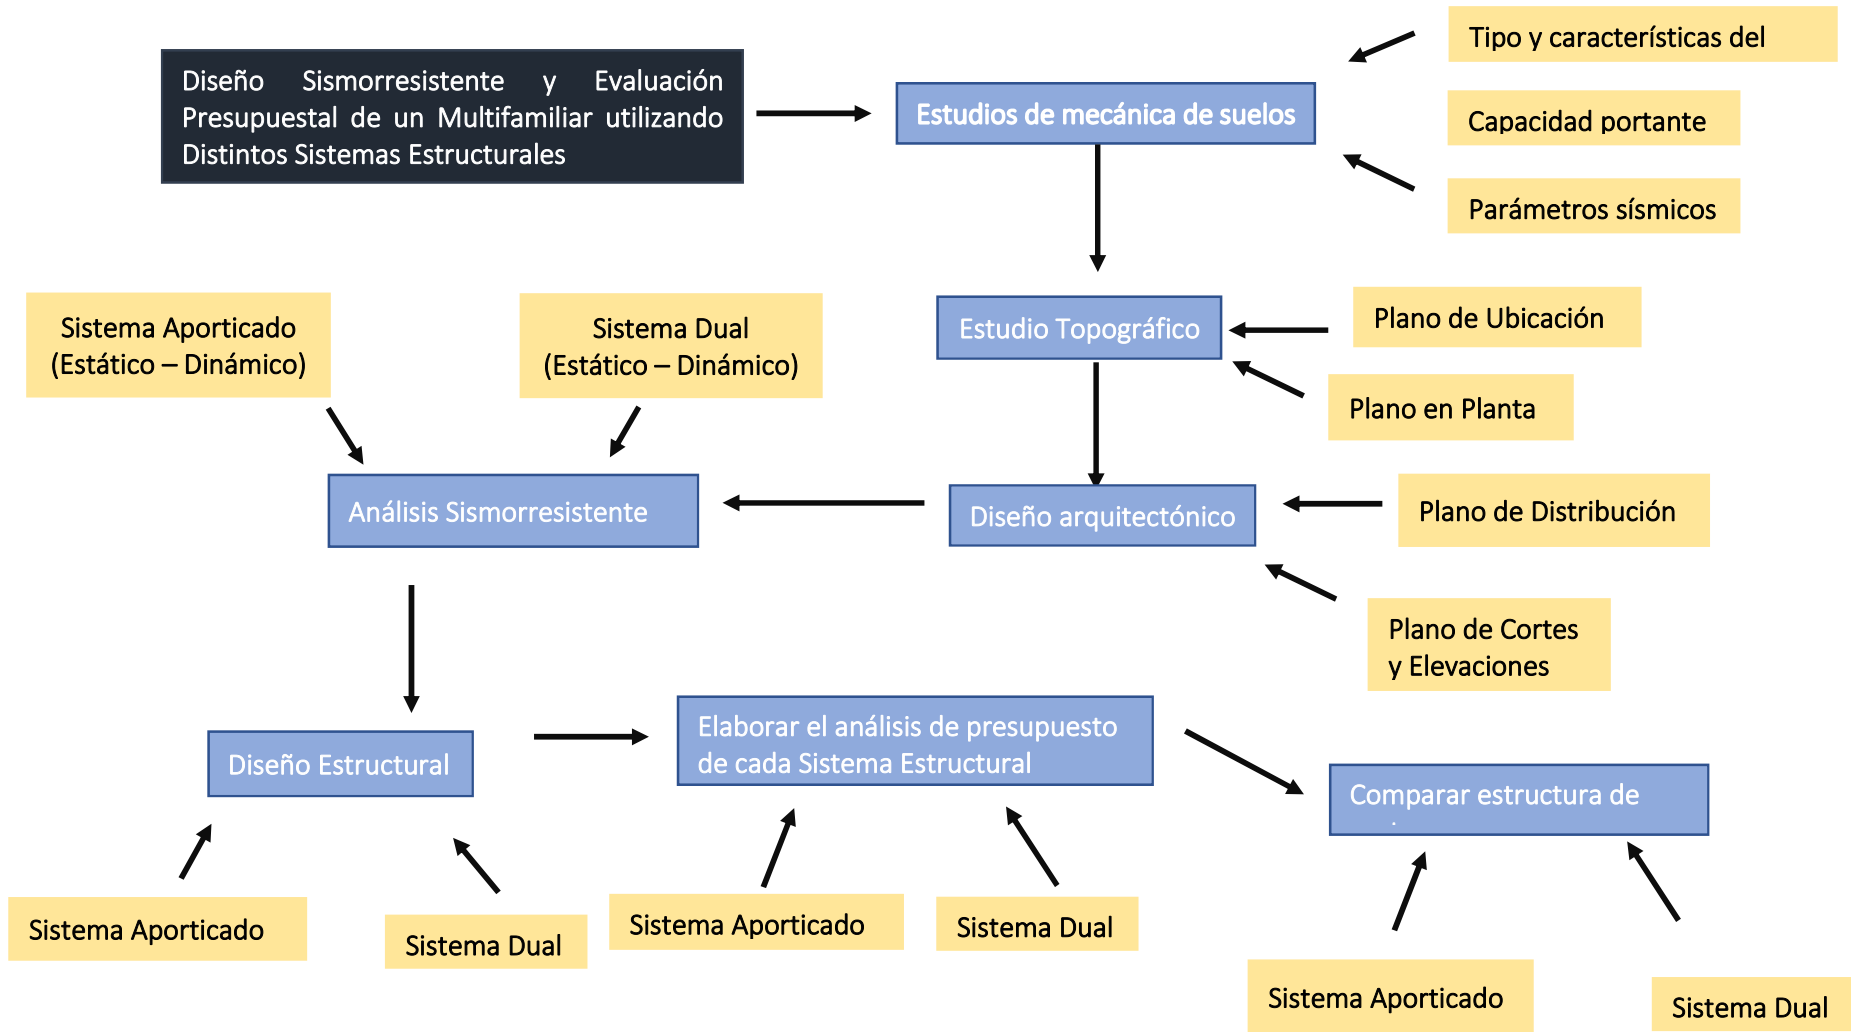 Diseño Sismorresistente y Evaluación
Presupuestal de un Multifamiliar utilizando
Distintos Sistemas Estructurales
Estudios de mecánica de suelos
Tipo y características del
Capacidad portante
Parámetros sísmicos
Sistema Aporticado
(Estático – Dinámico)
Sistema Dual
(Estático – Dinámico)
Estudio Topográfico
Plano de Ubicación
Plano en Planta
Análisis Sismorresistente
Diseño arquitectónico
Plano de Distribución
Plano de Cortes
y Elevaciones
Diseño Estructural
Elaborar el análisis de presupuesto
de cada Sistema Estructural
Comparar estructura de
Sistema Aporticado
Sistema Dual
Sistema Aporticado
Sistema Dual
Sistema Aporticado
Sistema Dual